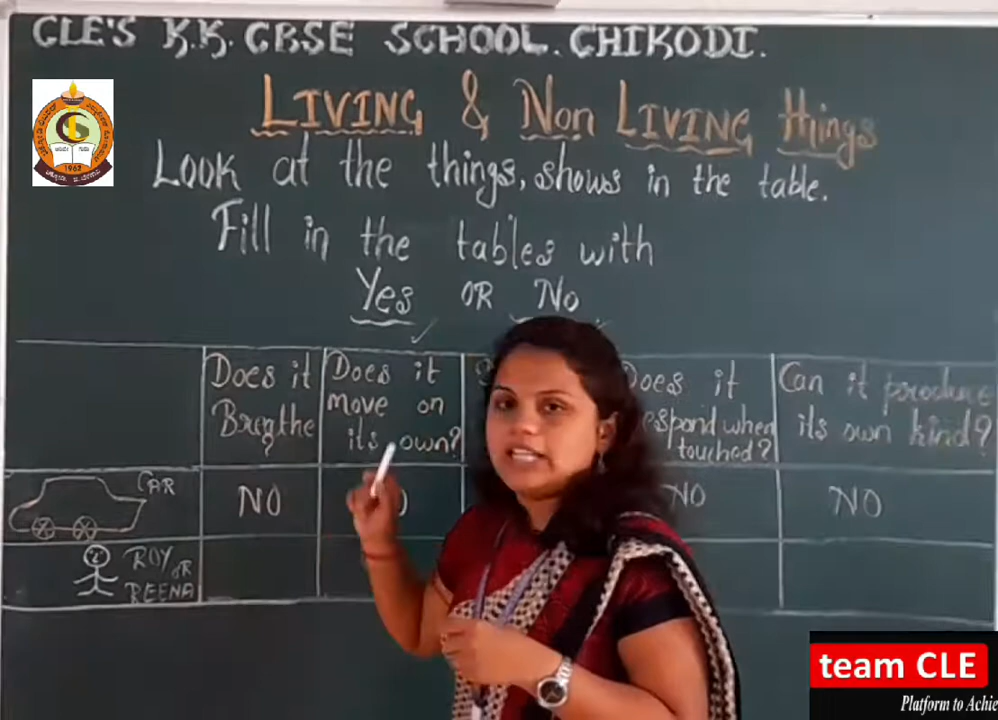 CLE'S K.K. CBSE SCHOOL. CHIKODI.
LIVING & Non LIVING things
Look at the things, shows in the table.
Fill in the tables with
Yes OR No
Does it Breathe ?
Does it move on its own?
Does it when touched?
Can it produce its own kind?
CAR
NO
NO
NO
ROY OR REENA
1962
team CLE
Platform to